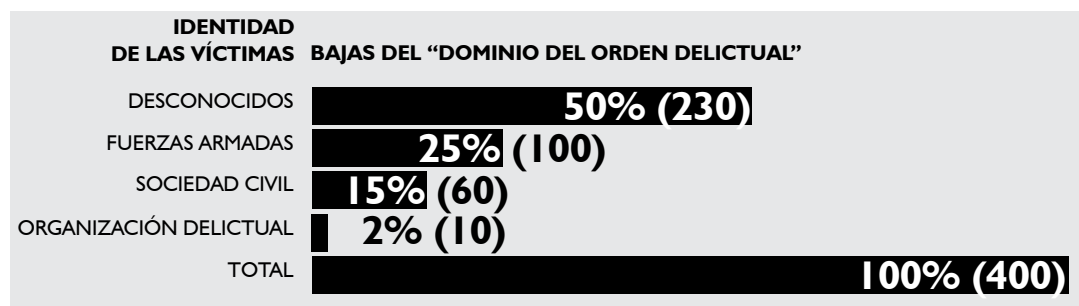 IDENTIDAD
DE LAS VÍCTIMAS BAJAS DEL “DOMINIO DEL ORDEN DELICTUAL”
DESCONOCIDOS 50% (230)
FUERZAS ARMADAS 25% (100)
SOCIEDAD CIVIL 15% (60)
ORGANIZACIÓN DELICTUAL 2% (10)
TOTAL 100% (400)